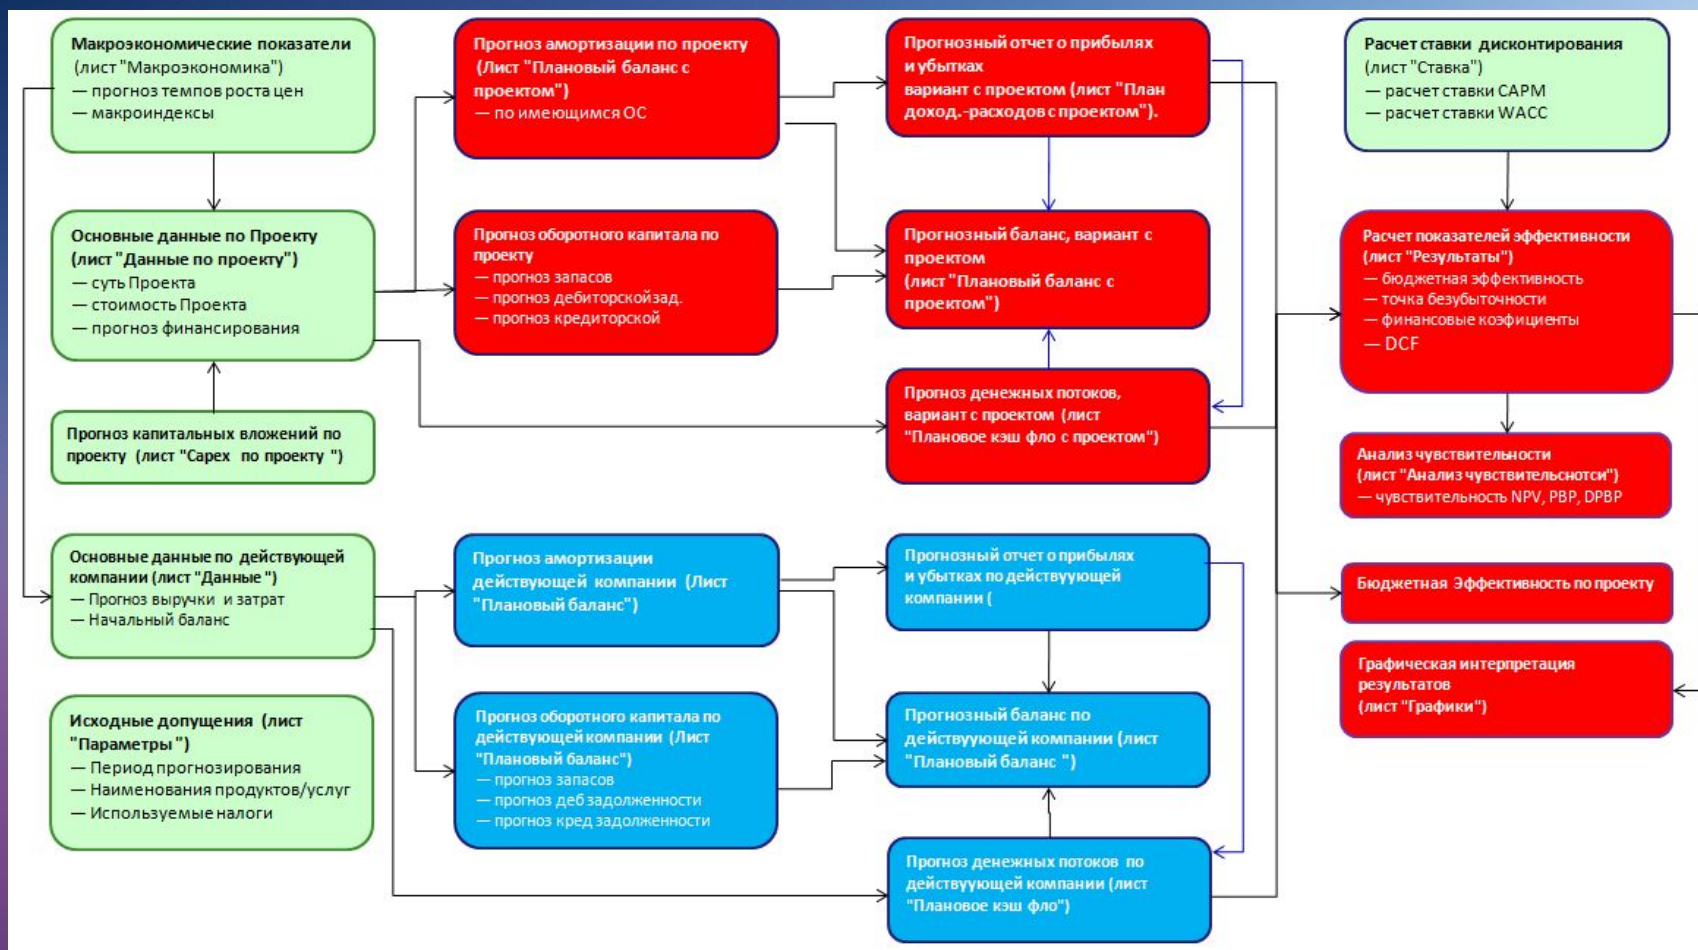 Макроэкономические показатели
(лист "Макроэкономика")
— прогноз темпов роста цен
— макроиндексы
Основные данные по Проекту
(лист "Данные по проекту")
— суть Проекта
— стоимость Проекта
— прогноз финансирования
Прогноз капитальных вложений по
проекту (лист "Capex по проекту ")
Основные данные по действующей
компании (лист "Данные ")
— Прогноз выручки и затрат
— Начальный баланс
Исходные допущения (лист
"Параметры ")
— Период прогнозирования
— Наименования продуктов/услуг
— Используемые налоги
Прогноз амортизации по проекту
(Лист "Плановый баланс с
проектом")
— по имеющимся ОС
Прогноз оборотного капитала по
проекту
— прогноз запасов
— прогноз дебиторской зад.
— прогноз кредиторской
Прогноз амортизации
действующей компании (Лист
"Плановый баланс")
Прогноз оборотного капитала по
действующей компании (Лист
"Плановый баланс")
— прогноз запасов
— прогноз деб задолженности
— прогноз кред задолженности
Прогнозный отчет о прибылях
и убытках
вариант с проектом (лист "План
доход.-расходов с проектом").
Прогнозный баланс, вариант с
проектом
(лист "Плановый баланс с
проектом")
Прогноз денежных потоков,
вариант с проектом (лист
"Плановое кэш фло с проектом")
Прогнозный отчет о прибылях
и убытках по действуующей
компании (
Прогнозный баланс по
действуующей компании (лист
"Плановый баланс ")
Прогноз денежных потоков по
действуующей компании (лист
"Плановое кэш фло")
Расчет ставки дисконтирования
(лист "Ставка")
— расчет ставки CAPM
— расчет ставки WACC
Расчет показателей эффективности
(лист "Результаты")
— бюджетная эффективность
— точка безубыточности
— финансовые коэфициенты
— DCF
Анализ чувствительности
(лист "Анализ чувствительснотси")
— чувствительность NPV, PBP, DPBP
Бюджетная Эффективность по проекту
Графическая интерпретация
результатов
(лист "Графики")